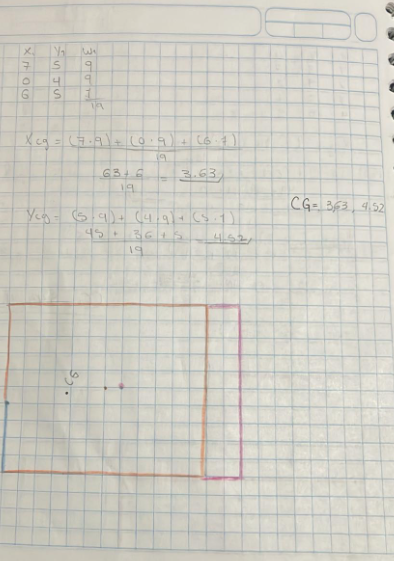 X₁ Y₂ Wi
7 5 9
0 4 9
6 5 1
19
Xcg = (7·9) + (0·9) + (6·1)
19
63+6 = 3.63
19
CG= 3.63, 4.52
Ycg = (5·9) + (4·9) + (5·1)
45 + 36 + 5 = 4.52
19
CG